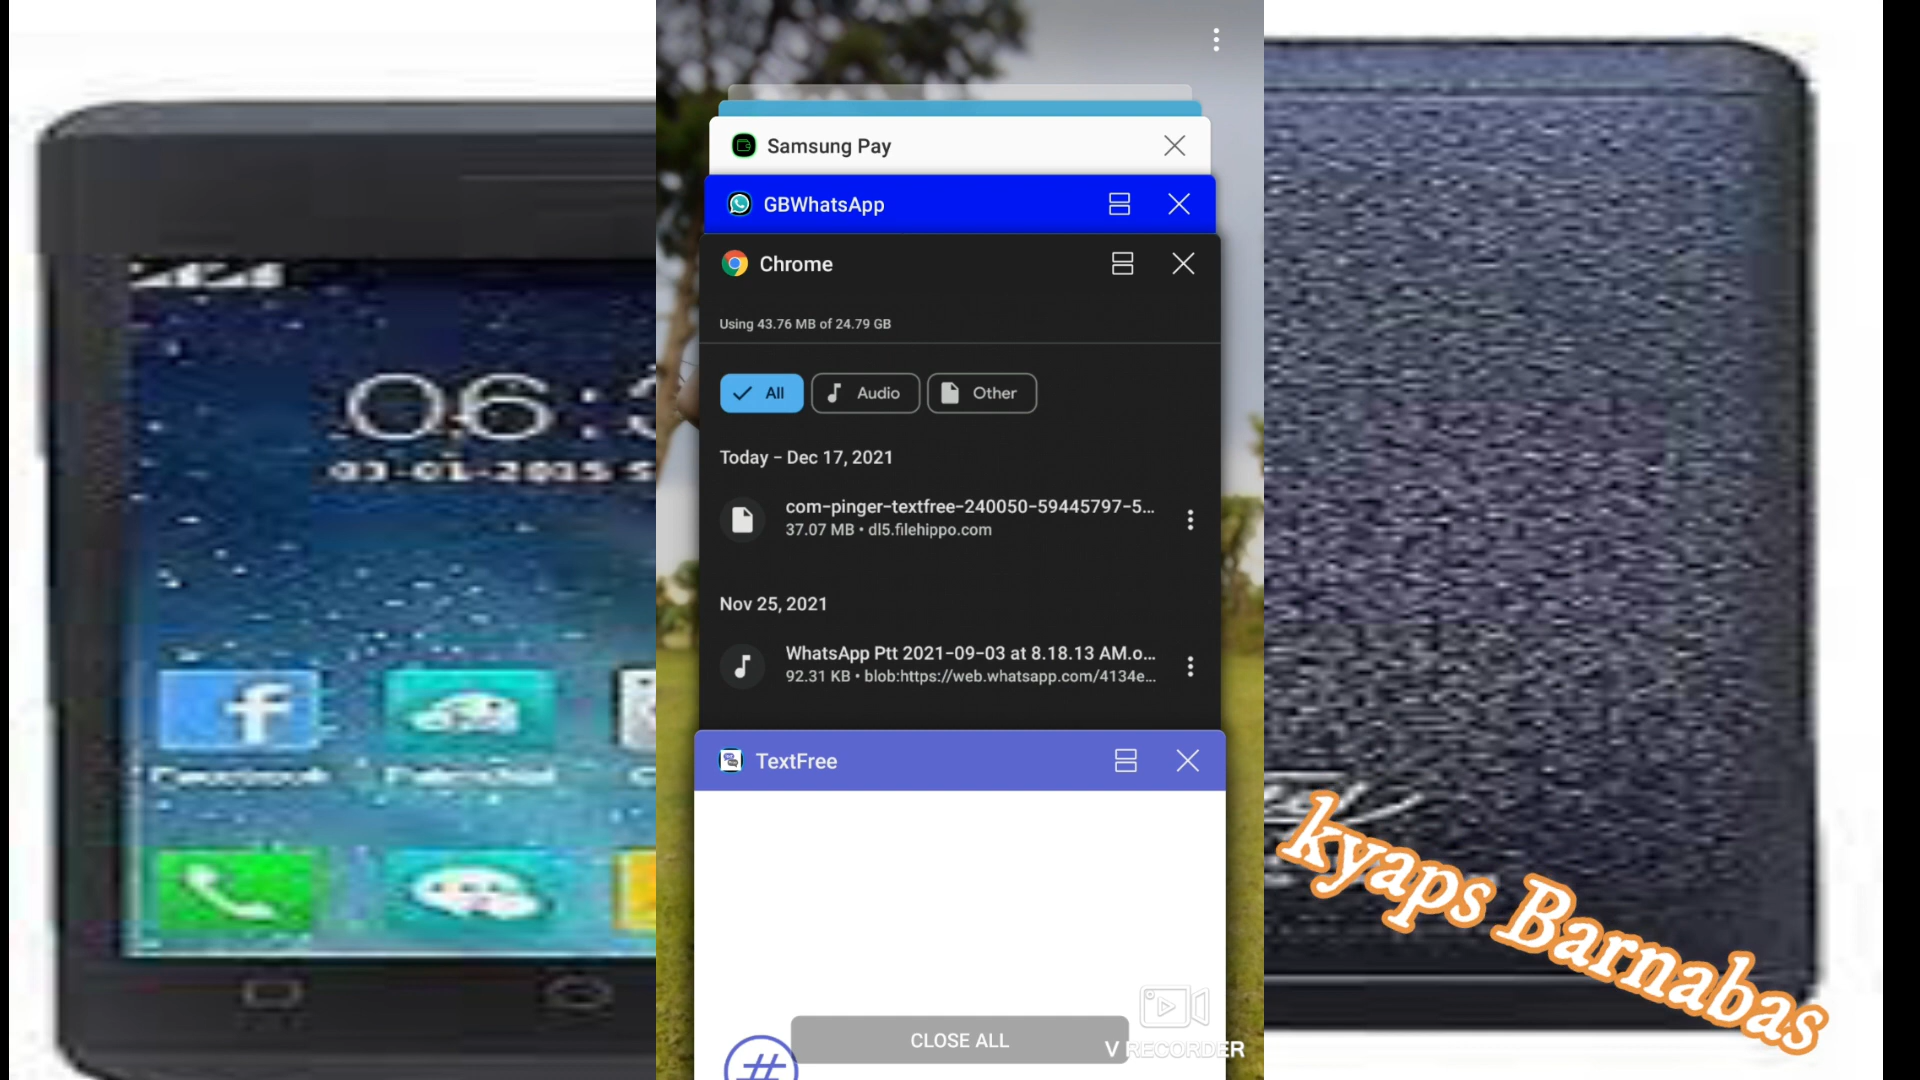 Samsung Pay
GBWhatsApp
Chrome
Using 43.76 MB of 24.79 GB
All
Audio
Other
Today – Dec 17, 2021
com-pinger-textfree-240050-59445797-5...
37.07 MB • dl5.filehippo.com
Nov 25, 2021
WhatsApp Ptt 2021-09-03 at 8.18.13 AM.o...
92.31 KB • blob:https://web.whatsapp.com/4134e...
TextFree
#
CLOSE ALL
V RECORDER
06:
kyaps Barnabas